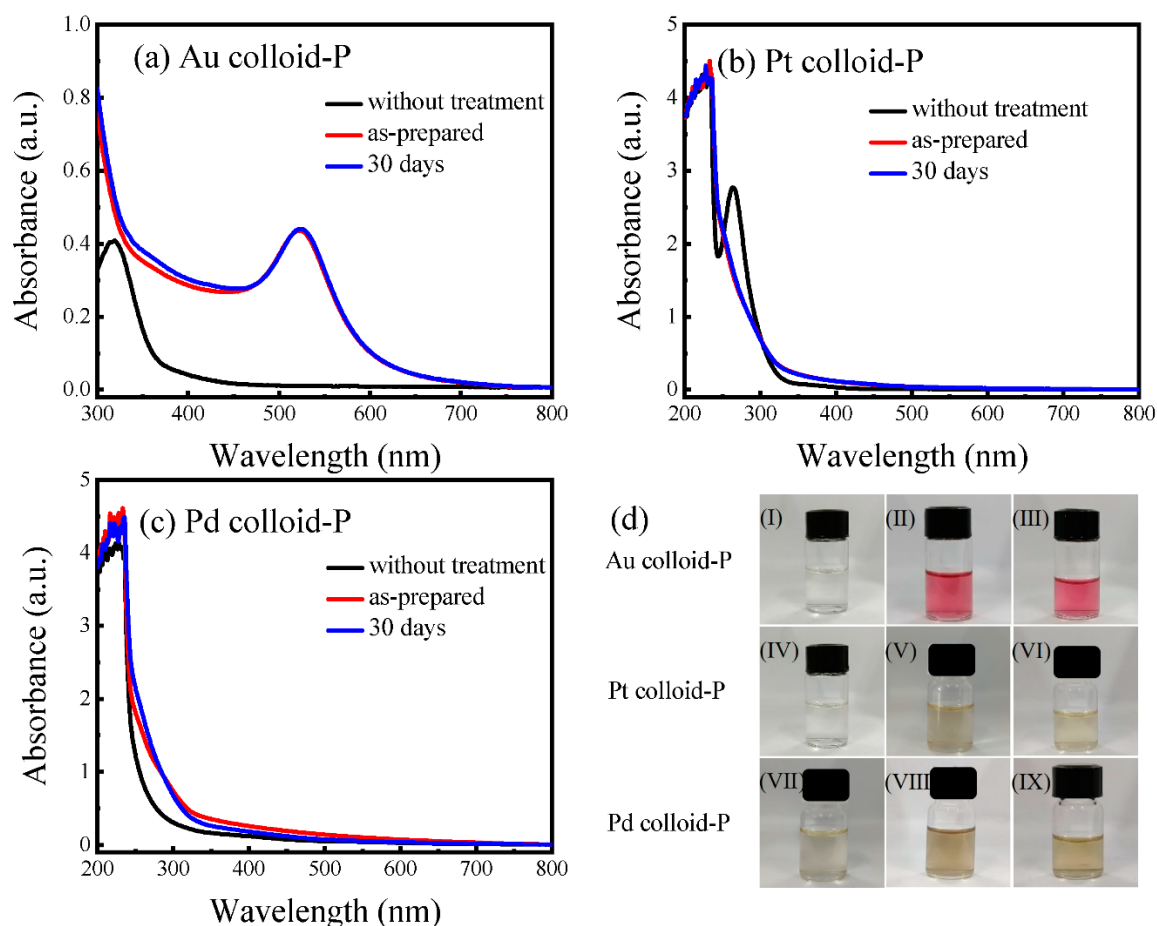 (a) Au colloid-P
without treatment
as-prepared
30 days
Absorbance (a.u.)
1.0
0.8
0.6
0.4
0.2
0.0
300 400 500 600 700 800
Wavelength (nm)
(b) Pt colloid-P
without treatment
as-prepared
30 days
Absorbance (a.u.)
5
4
3
2
1
0
200 300 400 500 600 700 800
Wavelength (nm)
(c) Pd colloid-P
without treatment
as-prepared
30 days
Absorbance (a.u.)
5
4
3
2
1
0
200 300 400 500 600 700 800
Wavelength (nm)
(d)
(I) (II) (III)
Au colloid-P
(IV) (V) (VI)
Pt colloid-P
(VII) (VIII) (IX)
Pd colloid-P